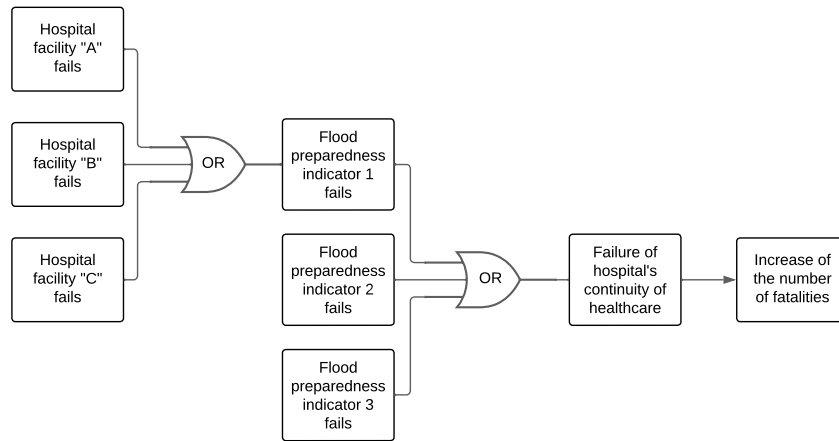 Hospital
facility "A"
fails
Hospital
facility "B"
fails
Hospital
facility "C"
fails
OR
Flood
preparedness
indicator 1
fails
Flood
preparedness
indicator 2
fails
Flood
preparedness
indicator 3
fails
OR
Failure of
hospital's
continuity of
healthcare
Increase of
the number
of fatalities